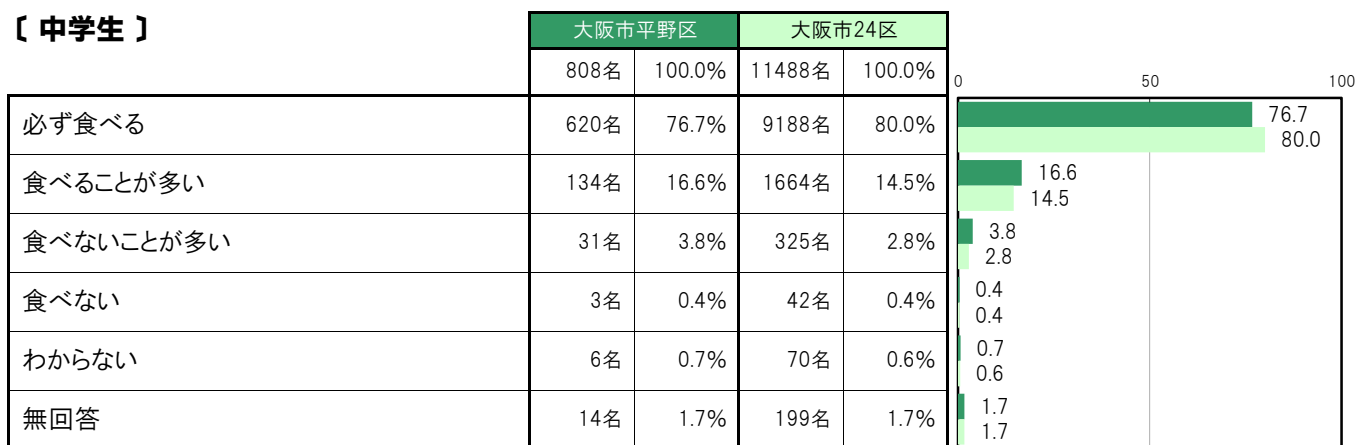 〔 中学生 〕
大阪市平野区 大阪市24区
808名 100.0% 11488名 100.0%
0 50 100
必ず食べる 620名 76.7% 9188名 80.0%
76.7
80.0
食べることが多い 134名 16.6% 1664名 14.5%
16.6
14.5
食べないことが多い 31名 3.8% 325名 2.8%
3.8
2.8
食べない 3名 0.4% 42名 0.4%
0.4
0.4
わからない 6名 0.7% 70名 0.6%
0.7
0.6
無回答 14名 1.7% 199名 1.7%
1.7
1.7